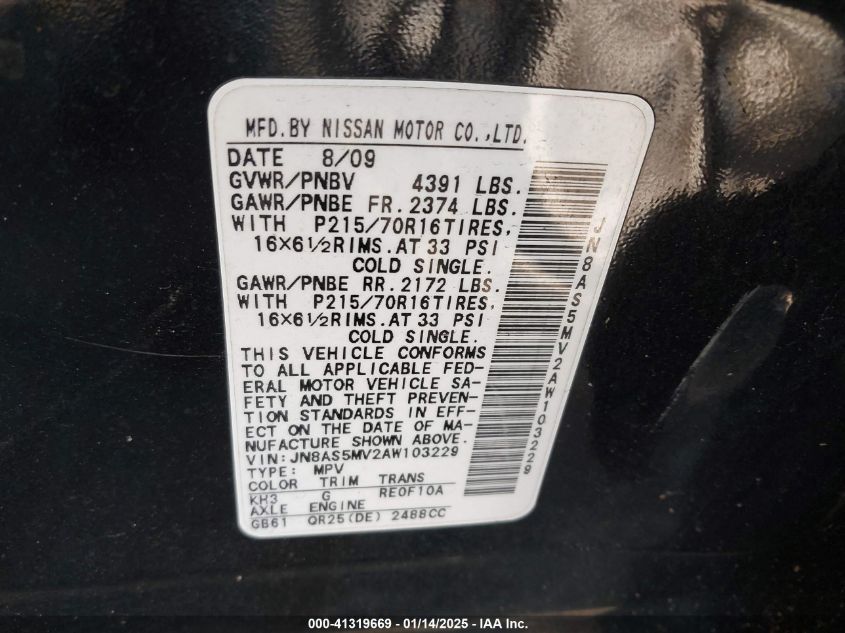 MFD.BY NISSAN MOTOR CO.,LTD.
DATE 8/09
GVWR/PNBV 4391 LBS.
GAWR/PNBE FR.2374 LBS.
WITH P215/70R16TIRES,
16×6½RIMS.AT 33 PSI
COLD SINGLE.
GAWR/PNBE RR.2172 LBS.
WITH P215/70R16TIRES,
16×6½RIMS.AT 33 PSI
COLD SINGLE.
THIS VEHICLE CONFORMS
TO ALL APPLICABLE FED-
ERAL MOTOR VEHICLE SA-
FETY AND THEFT PREVEN-
TION STANDARDS IN EFF-
ECT ON THE DATE OF MA-
NUFACTURE SHOWN ABOVE.
VIN:JN8AS5MV2AW103229
TYPE: MPV
COLOR TRIM TRANS
KH3 G RE0F10A
AXLE ENGINE
GB61 QR25(DE) 2488CC
JN8AS5MV2AW103229
000-41319669 - 01/14/2025 - IAA Inc.